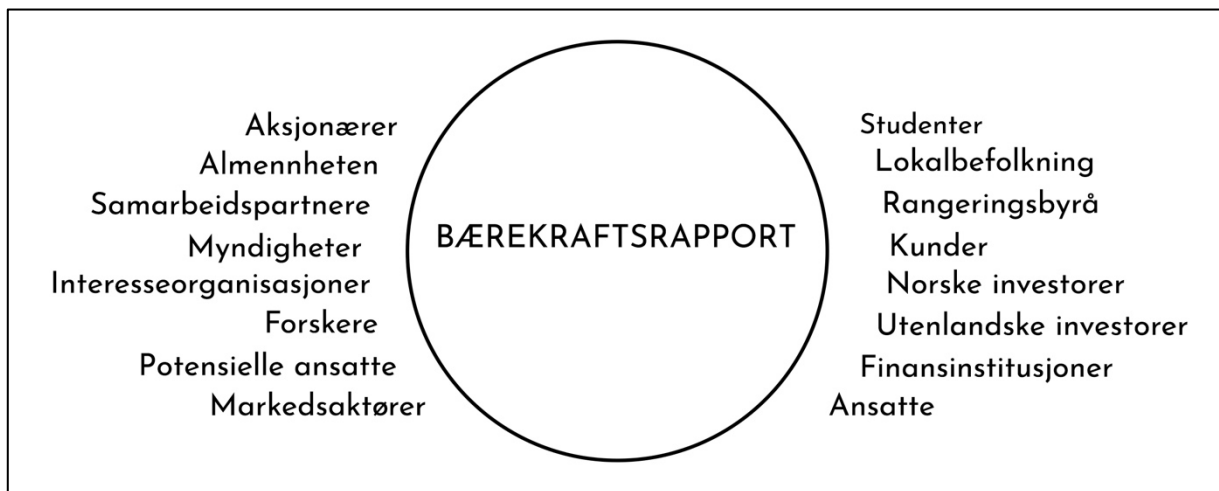 Aksjonærer
Almennheten
Samarbeidspartnere
Myndigheter
Interesseorganisasjoner
Forskere
Potensielle ansatte
Markedsaktører
BÆREKRAFTSRAPPORT
Studenter
Lokalbefolkning
Rangeringsbyrå
Kunder
Norske investorer
Utenlandske investorer
Finansinstitusjoner
Ansatte